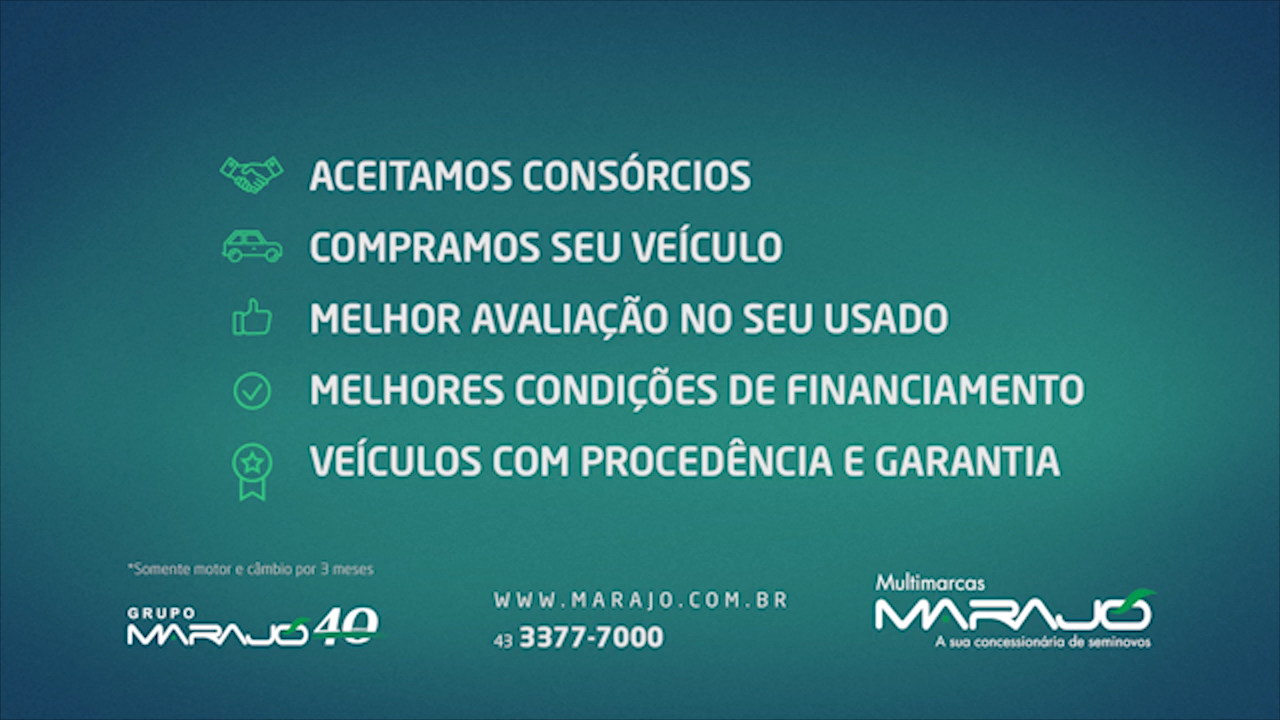 ACEITAMOS CONSÓRCIOS
COMPRAMOS SEU VEÍCULO
MELHOR AVALIAÇÃO NO SEU USADO
MELHORES CONDIÇÕES DE FINANCIAMENTO
VEÍCULOS COM PROCEDÊNCIA E GARANTIA
*Somente motor e câmbio por 3 meses
GRUPO
MARAJÓ 40
WWW.MARAJO.COM.BR
43 3377-7000
Multimarcas
MARAJÓ
A sua concessionária de seminovos